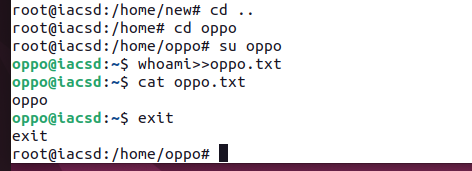 root@iacsd:/home/new# cd ..
root@iacsd:/home# cd oppo
root@iacsd:/home/oppo# su oppo
oppo@iacsd:~$ whoami>>oppo.txt
oppo@iacsd:~$ cat oppo.txt
oppo
oppo@iacsd:~$ exit
exit
root@iacsd:/home/oppo#